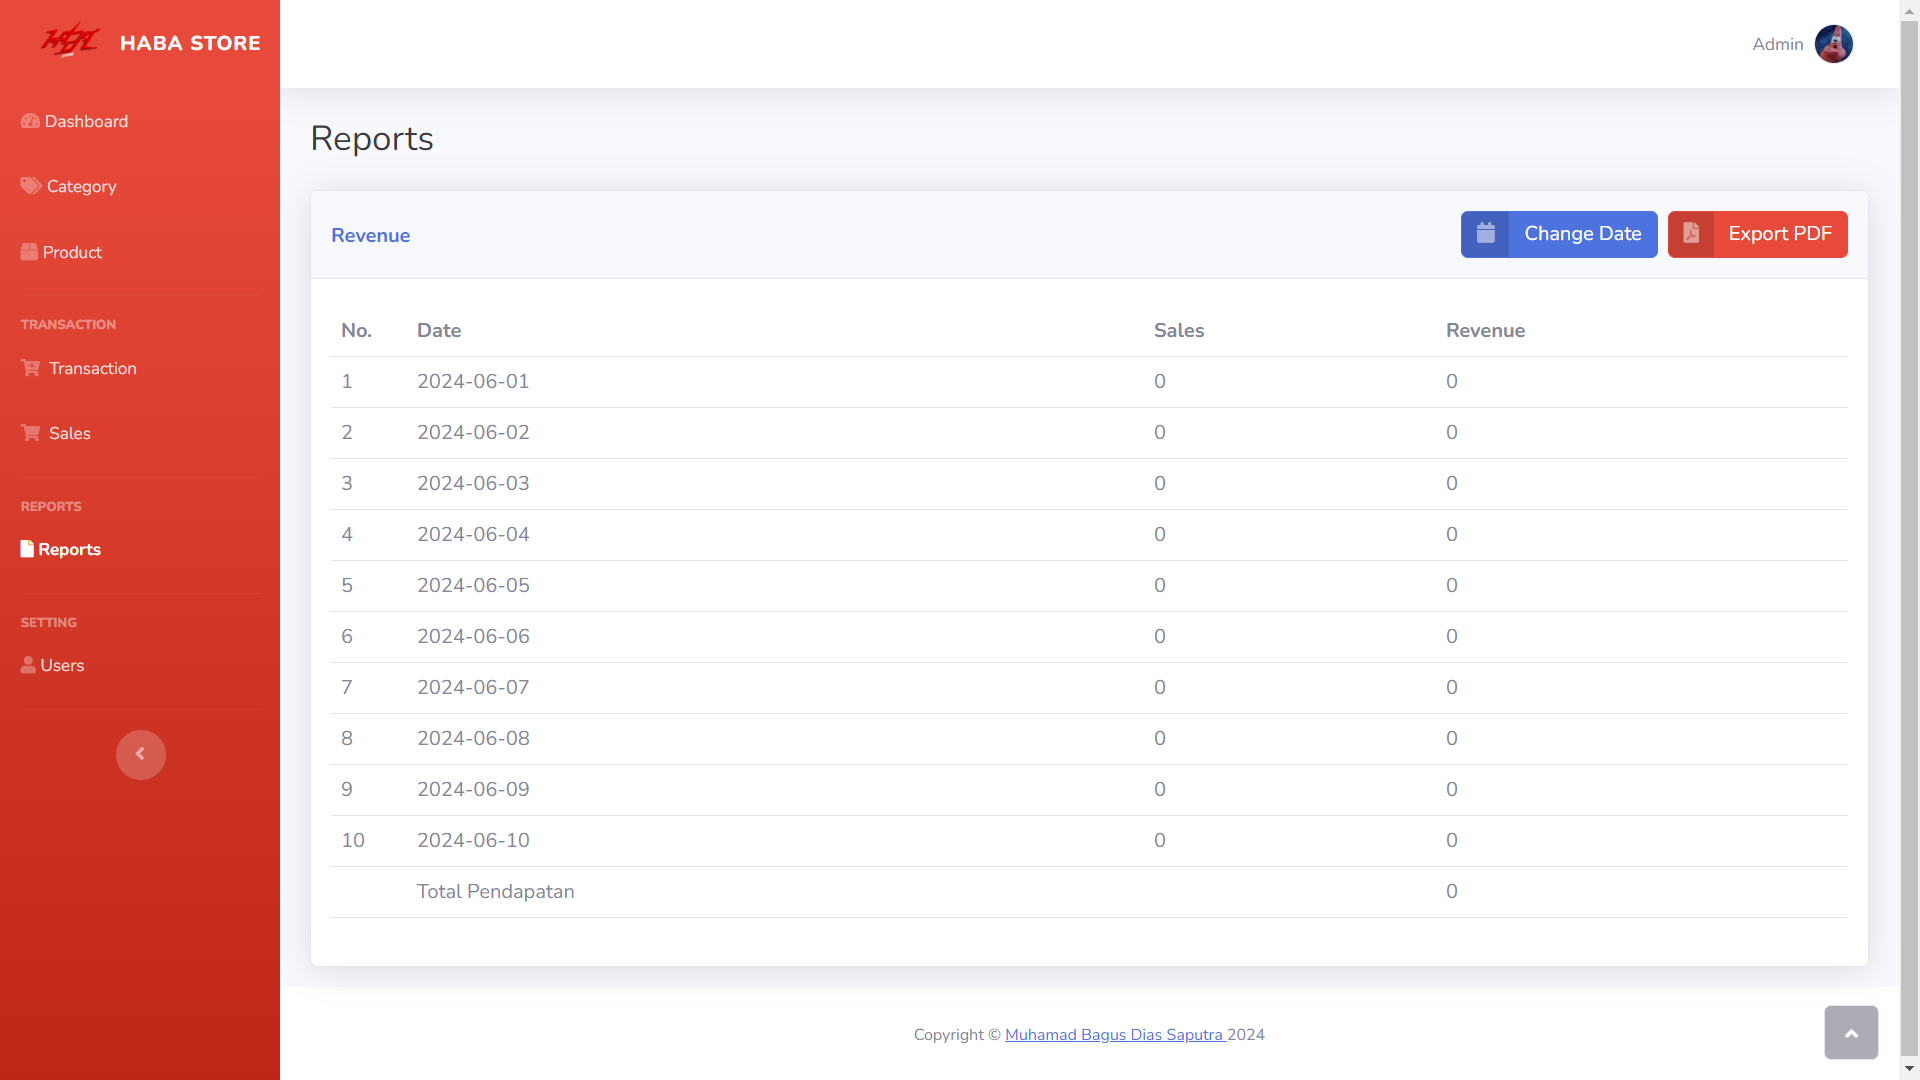 HABA STORE
Admin
Dashboard
Category
Product
TRANSACTION
Transaction
Sales
REPORTS
Reports
SETTING
Users
Reports
Revenue
Change Date
Export PDF
No. Date Sales Revenue
1 2024-06-01 0 0
2 2024-06-02 0 0
3 2024-06-03 0 0
4 2024-06-04 0 0
5 2024-06-05 0 0
6 2024-06-06 0 0
7 2024-06-07 0 0
8 2024-06-08 0 0
9 2024-06-09 0 0
10 2024-06-10 0 0
Total Pendapatan 0
Copyright © Muhamad Bagus Dias Saputra 2024